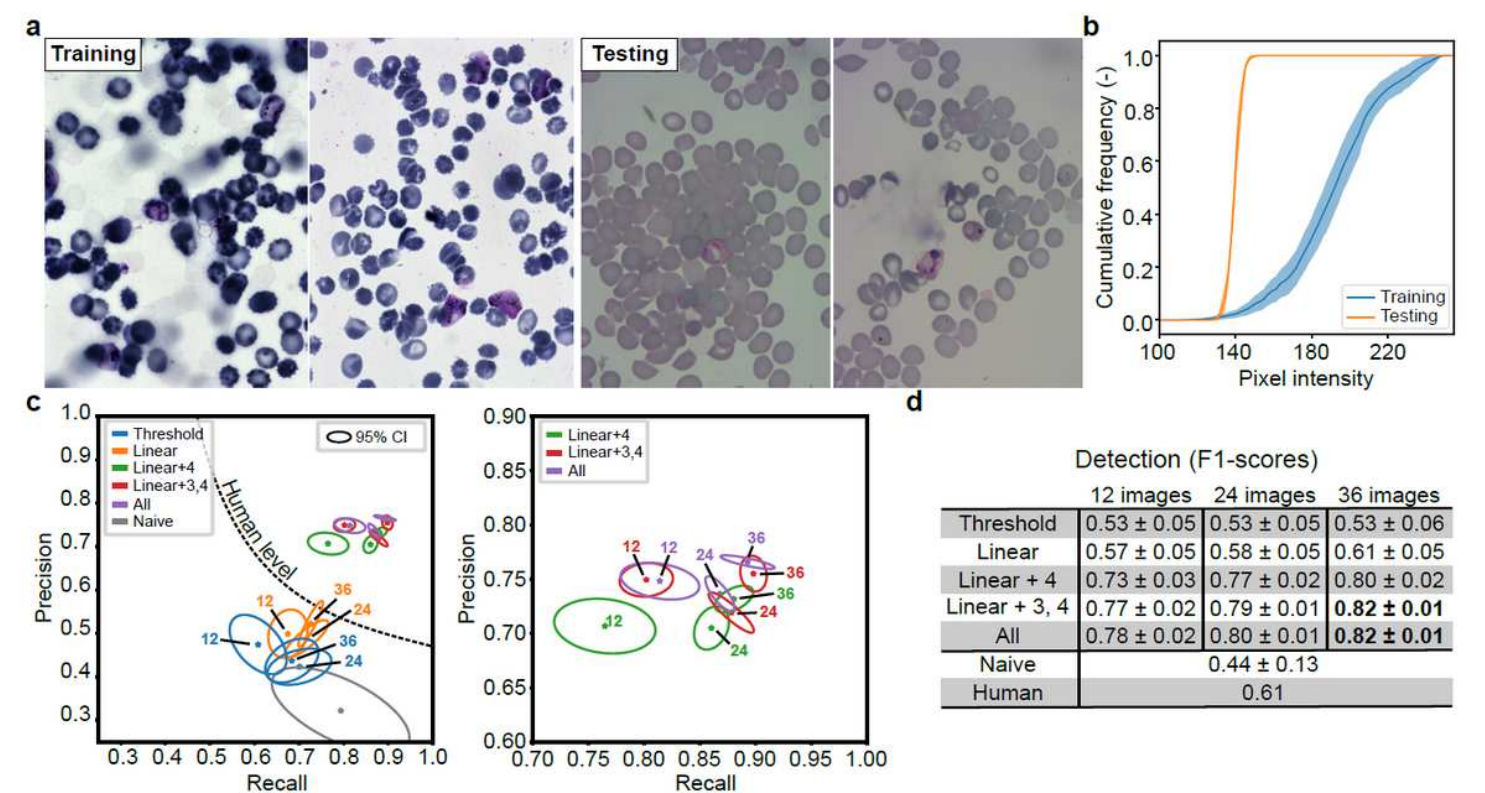 a
Training
Testing
b
1.0
0.8
0.6
0.4
0.2
0.0
Cumulative frequency (-)
Training
Testing
100 140 180 220
Pixel intensity
c
1.0
0.9
0.8
0.7
0.6
0.5
0.4
0.3
Precision
Threshold
Linear
Linear+4
Linear+3,4
All
Naive
95% CI
Human level
12
36
24
12
36
24
0.3 0.4 0.5 0.6 0.7 0.8 0.9 1.0
Recall
0.90
0.85
0.80
0.75
0.70
0.65
0.60
Precision
Linear+4
Linear+3,4
All
12
12
24
36
36
36
24
12
24
0.70 0.75 0.80 0.85 0.90 0.95 1.00
Recall
d
Detection (F1-scores)
12 images 24 images 36 images
Threshold 0.53 ± 0.05 0.53 ± 0.05 0.53 ± 0.06
Linear 0.57 ± 0.05 0.58 ± 0.05 0.61 ± 0.05
Linear + 4 0.73 ± 0.03 0.77 ± 0.02 0.80 ± 0.02
Linear + 3, 4 0.77 ± 0.02 0.79 ± 0.01 0.82 ± 0.01
All 0.78 ± 0.02 0.80 ± 0.01 0.82 ± 0.01
Naive 0.44 ± 0.13
Human 0.61